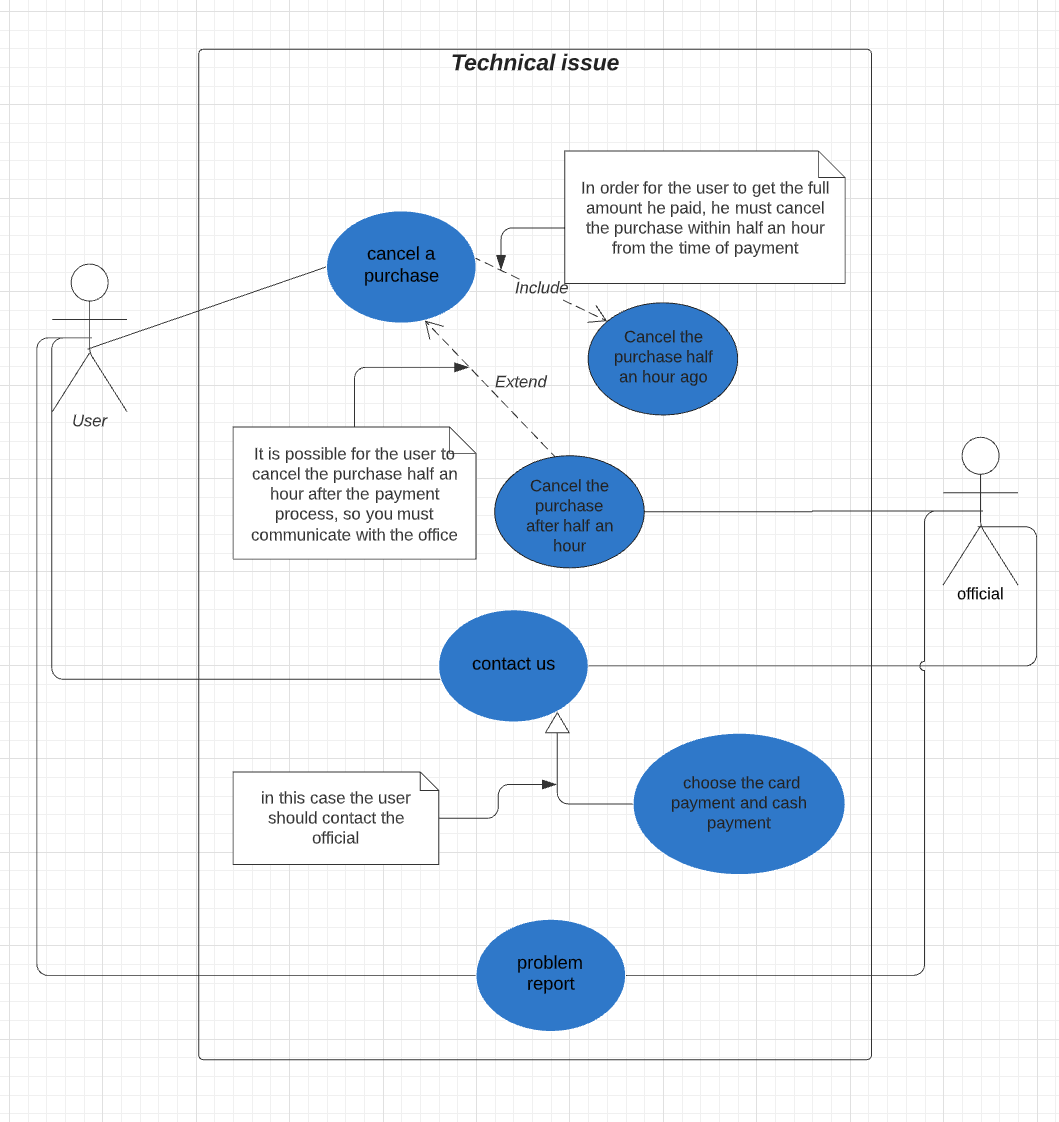 Technical issue
In order for the user to get the full
amount he paid, he must cancel
the purchase within half an hour
from the time of payment
cancel a
purchase
Include
Cancel the
purchase half
an hour ago
Extend
User
It is possible for the user to
cancel the purchase half an
hour after the payment
process, so you must
communicate with the office
Cancel the
purchase
after half an
hour
official
contact us
choose the card
payment and cash
payment
in this case the user
should contact the
official
problem
report